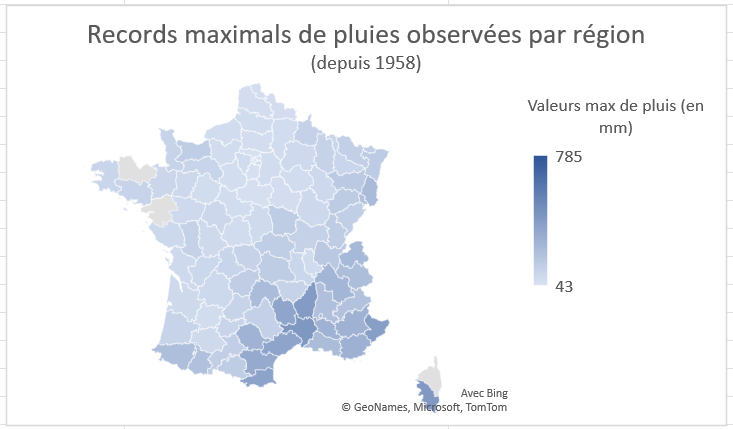 Records maximals de pluies observées par région
(depuis 1958)
Valeurs max de pluis (en
mm)
785
43
Avec Bing
© GeoNames, Microsoft, TomTom